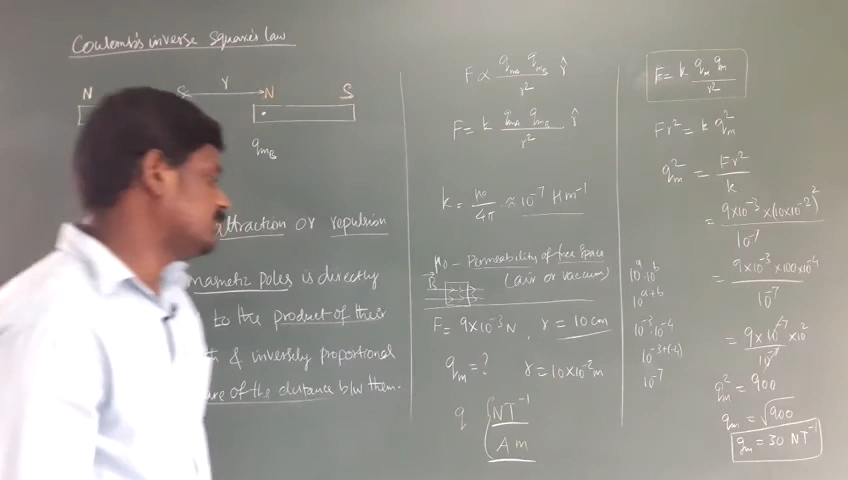 Coulomb's inverse square's law
N S r N S
q_mB
attraction or repulsion
magnetic poles is directly
to the product of their
& inversely proportional
of the distance b/w them.
F ∝ q_mA q_mB / r² r̂
F = k q_mA q_mB / r² r̂
k = μ₀/4π ≈ 10⁻⁷ Hm⁻¹
μ₀ - Permeability of free space
(air or vacuum)
B
F = 9×10⁻³ N, r = 10 cm
q_m = ? r = 10×10⁻² m
q NT⁻¹
A m
F = k q_m q_m / r²
Fr² = k q_m²
q_m² = Fr²/k
= 9×10⁻³ × (10×10⁻²)² / 10⁻⁷
= 9×10⁻³ × 100×10⁻⁴ / 10⁻⁷
= 9×10⁻⁷ / 10⁻⁷ ×10²
q_m² = 900
q_m = √900
q_m = 30 NT⁻¹
10ᵃ·10ᵇ
10ᵃ⁺ᵇ
10⁻³·10⁻⁴
10⁻³⁺⁽⁻⁴⁾
10⁻⁷